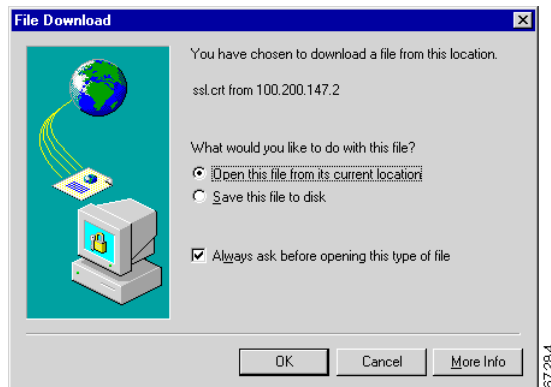 File Download
You have chosen to download a file from this location.
ssl.crt from 100.200.147.2
What would you like to do with this file?
Open this file from its current location
Save this file to disk
Always ask before opening this type of file
OK
Cancel
More Info
67294